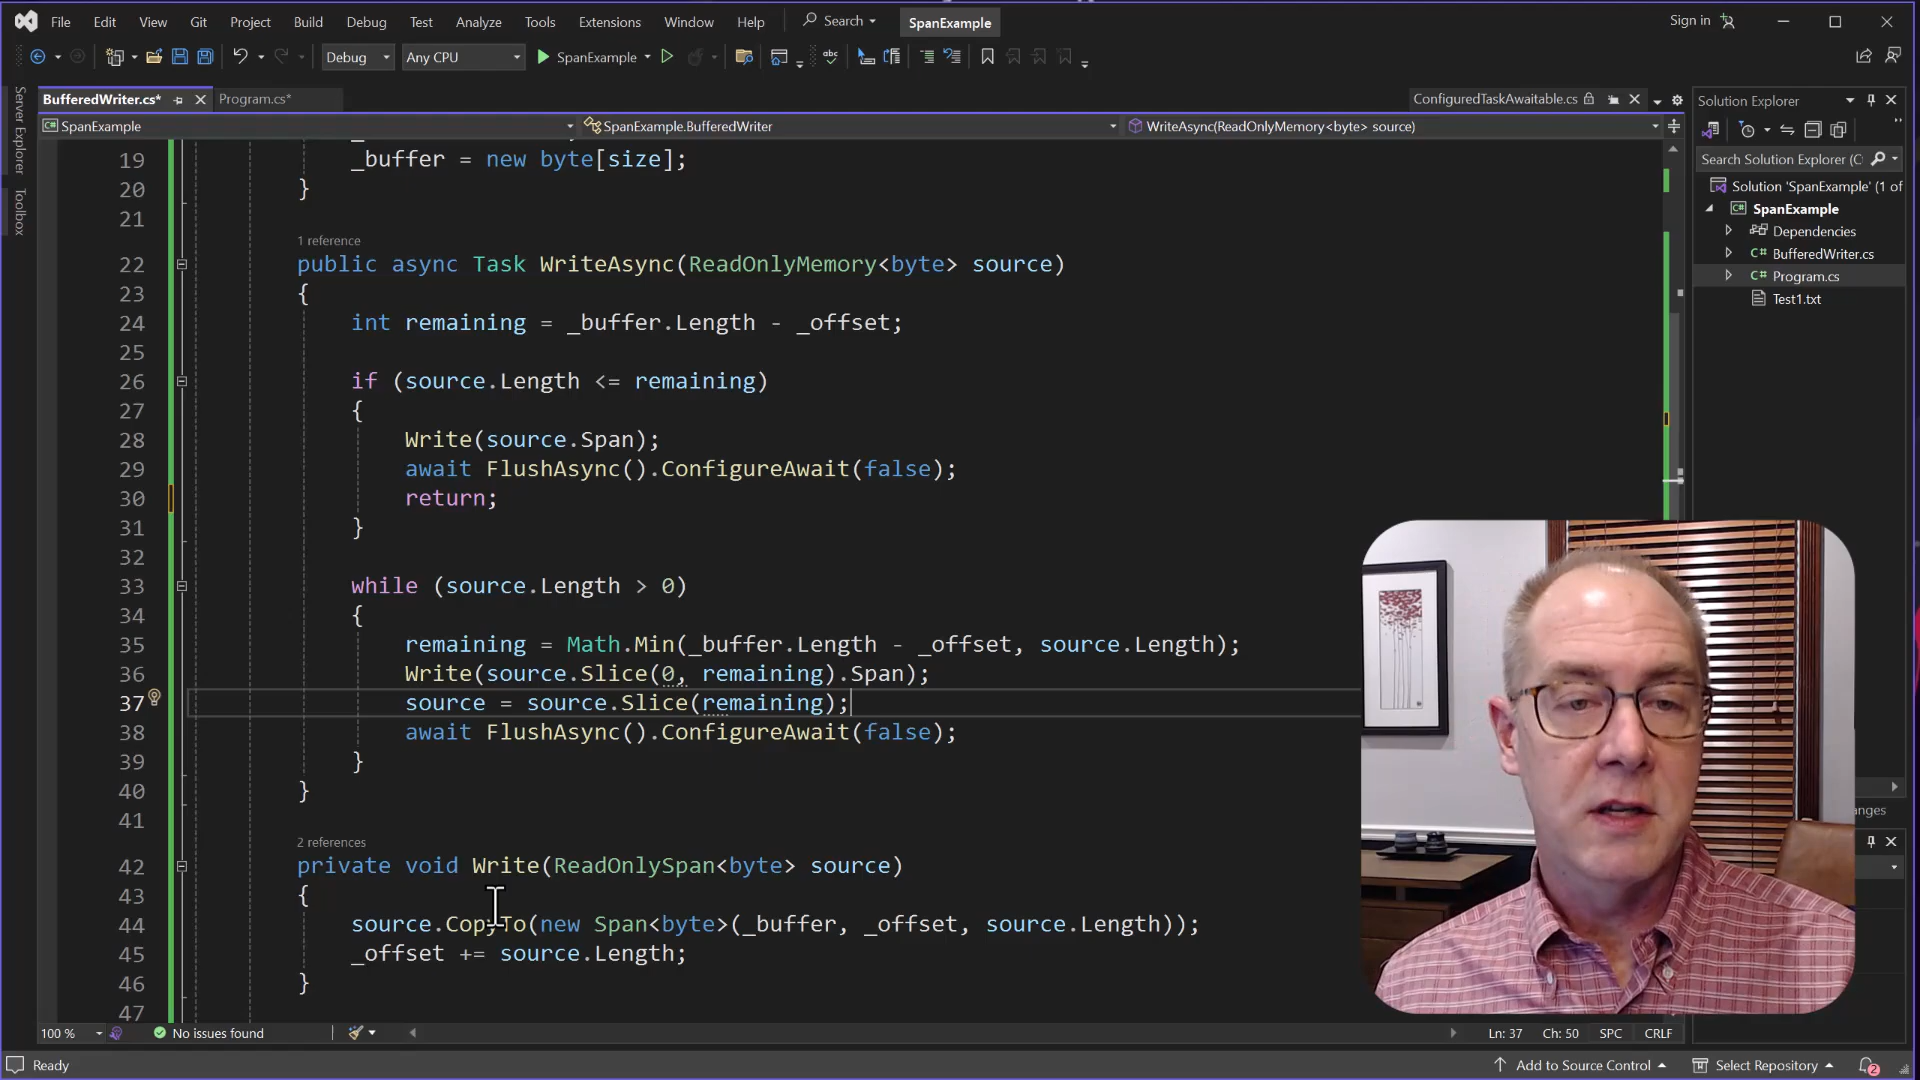 File Edit View Git Project Build Debug Test Analyze Tools Extensions Window Help Search SpanExample Sign in
Debug Any CPU SpanExample
BufferedWriter.cs* Program.cs* ConfiguredTaskAwaitable.cs Solution Explorer
SpanExample SpanExample.BufferedWriter WriteAsync(ReadOnlyMemory<byte> source)
Server Explorer
Toolbox
Search Solution Explorer (C
Solution 'SpanExample' (1 of
SpanExample
Dependencies
C# BufferedWriter.cs
C# Program.cs
Test1.txt
19 _buffer = new byte[size];
20 }
21
1 reference
22 public async Task WriteAsync(ReadOnlyMemory<byte> source)
23 {
24 int remaining = _buffer.Length - _offset;
25
26 if (source.Length <= remaining)
27 {
28 Write(source.Span);
29 await FlushAsync().ConfigureAwait(false);
30 return;
31 }
32
33 while (source.Length > 0)
34 {
35 remaining = Math.Min(_buffer.Length - _offset, source.Length);
36 Write(source.Slice(0, remaining).Span);
37 source = source.Slice(remaining);
38 await FlushAsync().ConfigureAwait(false);
39 }
40 }
41
2 references
42 private void Write(ReadOnlySpan<byte> source)
43 {
44 source.CopyTo(new Span<byte>(_buffer, _offset, source.Length));
45 _offset += source.Length;
46 }
47
anges
100 % No issues found Ln: 37 Ch: 50 SPC CRLF
Ready Add to Source Control Select Repository 2